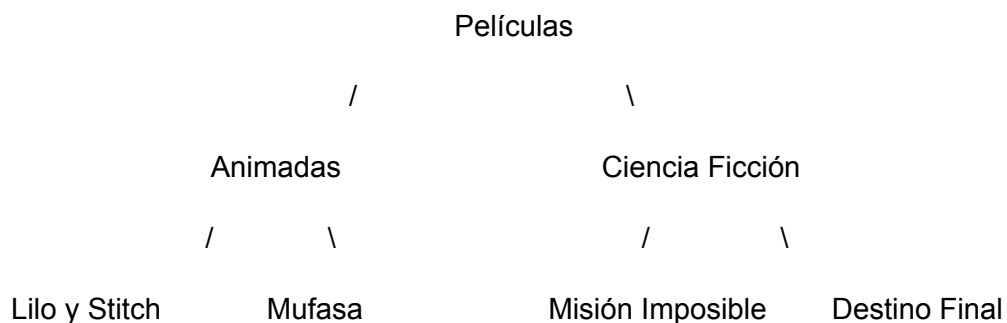 Películas
/ \
Animadas Ciencia Ficción
/ \ / \
Lilo y Stitch Mufasa Misión Imposible Destino Final